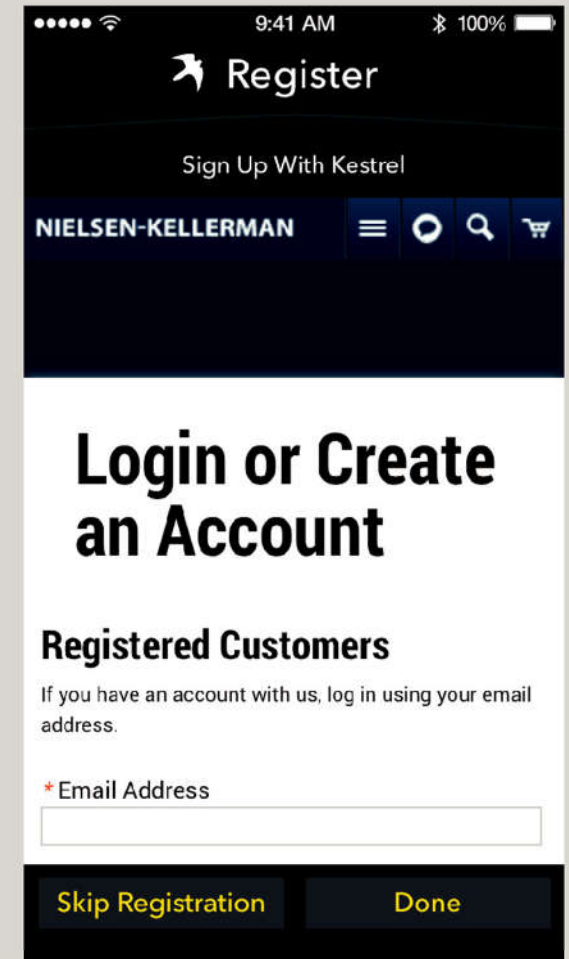 9:41 AM
100%
Register
Sign Up With Kestrel
NIELSEN-KELLERMAN
Login or Create
an Account
Registered Customers
If you have an account with us, log in using your email
address.
* Email Address
Skip Registration
Done